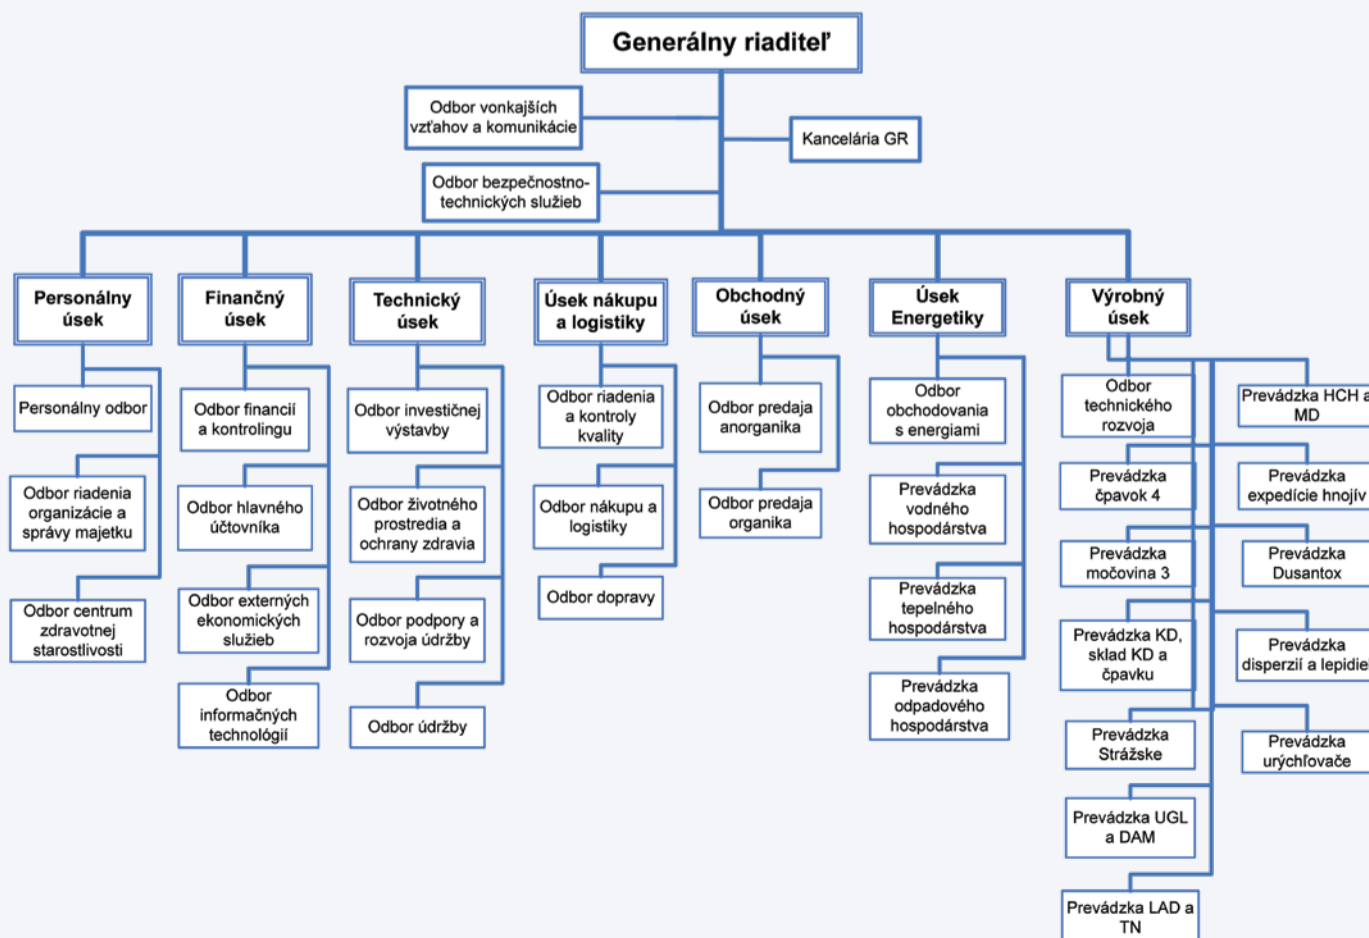 Generálny riaditeľ
Odbor vonkajších
vzťahov a komunikácie
Kancelária GR
Odbor bezpečnostno-
technických služieb
Personálny
úsek
Personálny odbor
Odbor riadenia
organizácie a
správy majetku
Odbor centrum
zdravotnej
starostlivosti
Finančný
úsek
Odbor financií
a kontrolingu
Odbor hlavného
účtovníka
Odbor externých
ekonomických
služieb
Odbor
informačných
technológií
Technický
úsek
Odbor investičnej
výstavby
Odbor životného
prostredia a
ochrany zdravia
Odbor podpory a
rozvoja údržby
Odbor údržby
Úsek nákupu
a logistiky
Odbor riadenia
a kontroly
kvality
Odbor nákupu a
logistiky
Odbor dopravy
Obchodný
úsek
Odbor predaja
anorganika
Odbor predaja
organika
Úsek
Energetiky
Odbor
obchodovania
s energiami
Prevádzka
vodného
hospodárstva
Prevádzka
tepelného
hospodárstva
Prevádzka
odpadového
hospodárstva
Výrobný
úsek
Odbor
technického
rozvoja
Prevádzka
čpavok 4
Prevádzka
močovina 3
Prevádzka KD,
sklad KD a
čpavku
Prevádzka
Strážske
Prevádzka UGL
a DAM
Prevádzka LAD a
TN
Prevádzka HCH a
MD
Prevádzka
expedície hnojív
Prevádzka
Dusantox
Prevádzka
disperzií a lepidiel
Prevádzka
urýchľovače